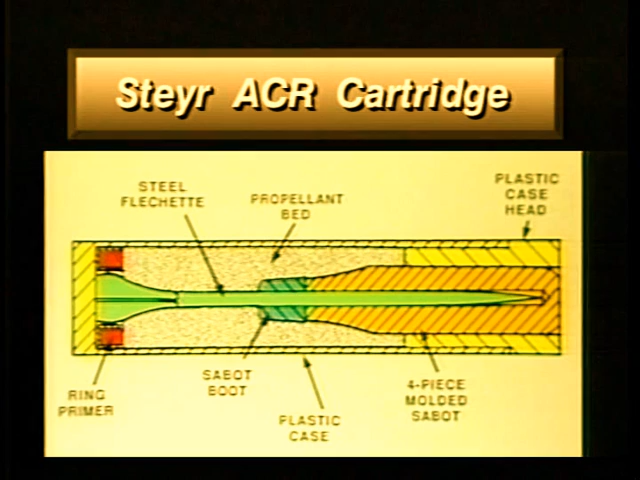 Steyr ACR Cartridge
STEEL
FLECHETTE
PROPELLANT
BED
PLASTIC
CASE
HEAD
RING
PRIMER
SABOT
BOOT
PLASTIC
CASE
4-PIECE
MOLDED
SABOT